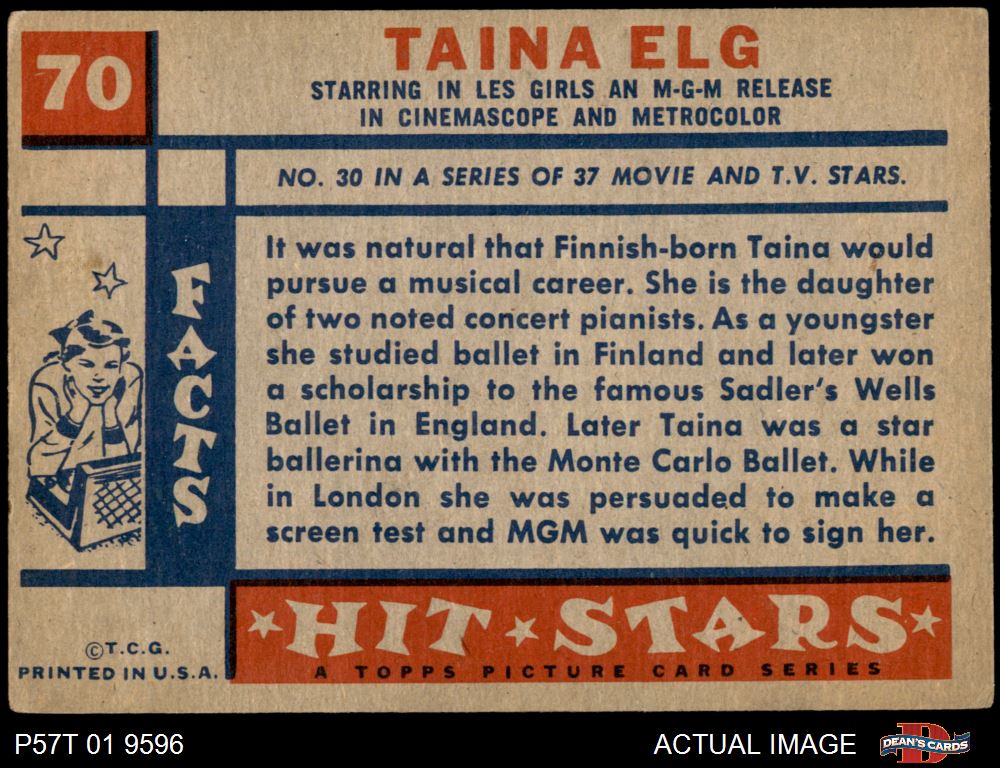 70
TAINA ELG
STARRING IN LES GIRLS AN M-G-M RELEASE
IN CINEMASCOPE AND METROCOLOR
NO. 30 IN A SERIES OF 37 MOVIE AND T.V. STARS.
FACTS
It was natural that Finnish-born Taina would
pursue a musical career. She is the daughter
of two noted concert pianists. As a youngster
she studied ballet in Finland and later won
a scholarship to the famous Sadler's Wells
Ballet in England. Later Taina was a star
ballerina with the Monte Carlo Ballet. While
in London she was persuaded to make a
screen test and MGM was quick to sign her.
©T.C.G.
PRINTED IN U.S.A.
HIT STARS
A TOPPS PICTURE CARD SERIES
P57T 01 9596
ACTUAL IMAGE
D
DEAN'S CARDS